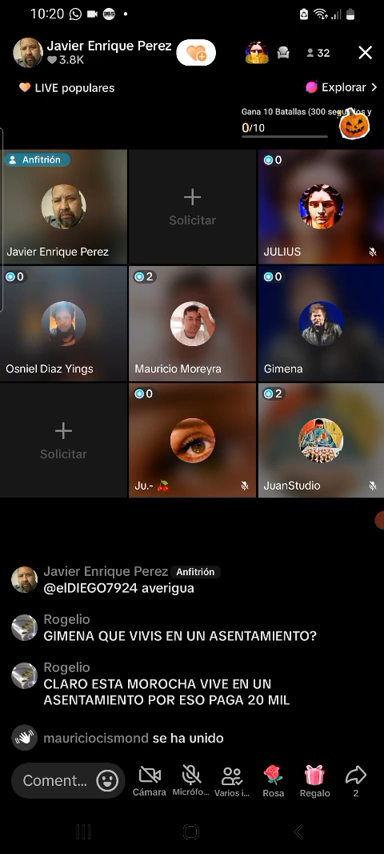 10:20
Javier Enrique Perez
3.8K
32
LIVE populares
Explorar
Gana 10 Batallas (300 segundos y
0/10
Anfitrión
Javier Enrique Perez
Solicitar
0
JULIUS
0
Osniel Diaz Yings
2
Mauricio Moreyra
0
Gimena
Solicitar
0
Ju.-
2
JuanStudio
Javier Enrique Perez Anfitrión
@elDIEGO7924 averigua
Rogelio
GIMENA QUE VIVIS EN UN ASENTAMIENTO?
Rogelio
CLARO ESTA MOROCHA VIVE EN UN
ASENTAMIENTO POR ESO PAGA 20 MIL
mauriciocismond se ha unido
Coment...
Cámara
Micrófo...
Varios i...
Rosa
Regalo
2